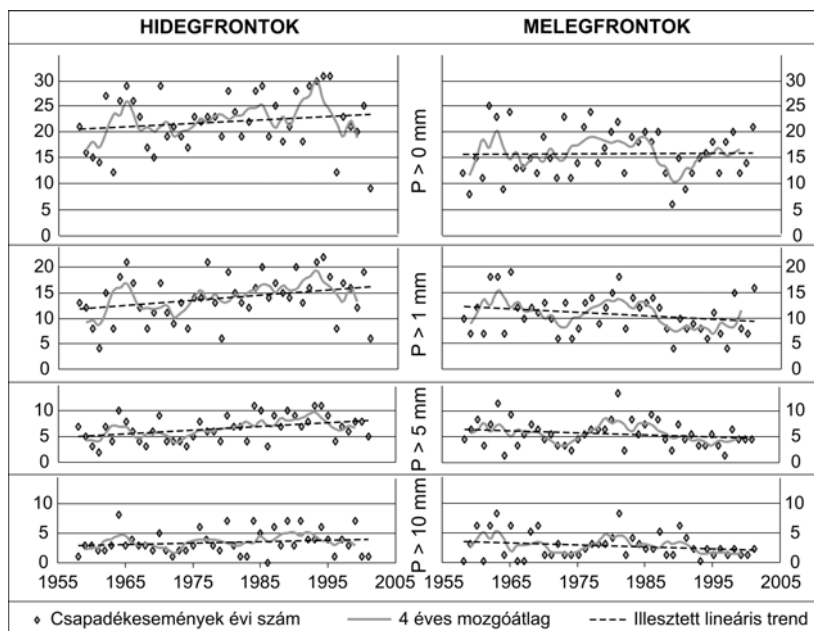 HIDEGFRONTOK MELEGFRONTOK
30 30
25 25
20 20
15 15
10 10
5 5
0 0
P > 0 mm
20 20
15 15
10 10
5 5
0 0
P > 1 mm
10 10
5 5
0 0
P > 5 mm
10 10
5 5
0 0
P > 10 mm
1955 1965 1975 1985 1995 2005 1955 1965 1975 1985 1995 2005
Csapadékesemények évi szám 4 éves mozgóátlag Illesztett lineáris trend